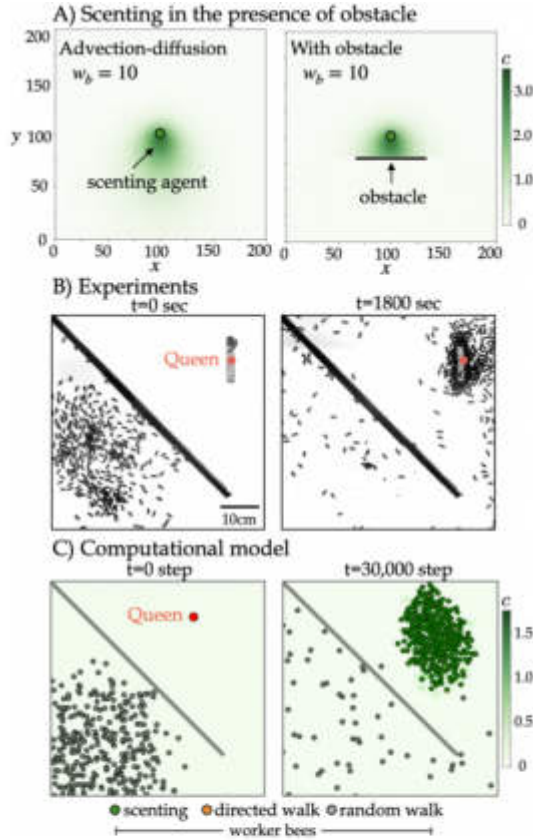 A) Scenting in the presence of obstacle
200
150
100
50
0
y
Advection-diffusion
w_b = 10
scenting agent
0 50 100 150 200
x
With obstacle
w_b = 10
obstacle
0 50 100 150 200
x
c
3.0
2.0
1.0
0
B) Experiments
t=0 sec
t=1800 sec
Queen
10cm
C) Computational model
t=0 step
t=30,000 step
Queen
c
1.5
1.0
0.5
0
scenting directed walk random walk
worker bees